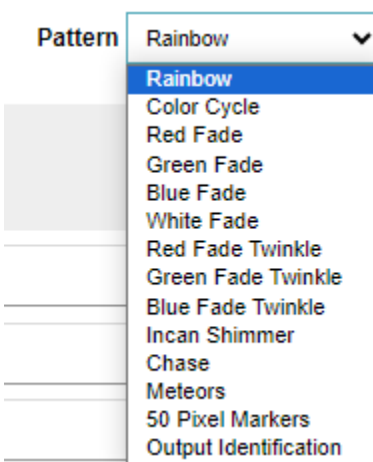 Pattern Rainbow
Rainbow
Color Cycle
Red Fade
Green Fade
Blue Fade
White Fade
Red Fade Twinkle
Green Fade Twinkle
Blue Fade Twinkle
Incan Shimmer
Chase
Meteors
50 Pixel Markers
Output Identification